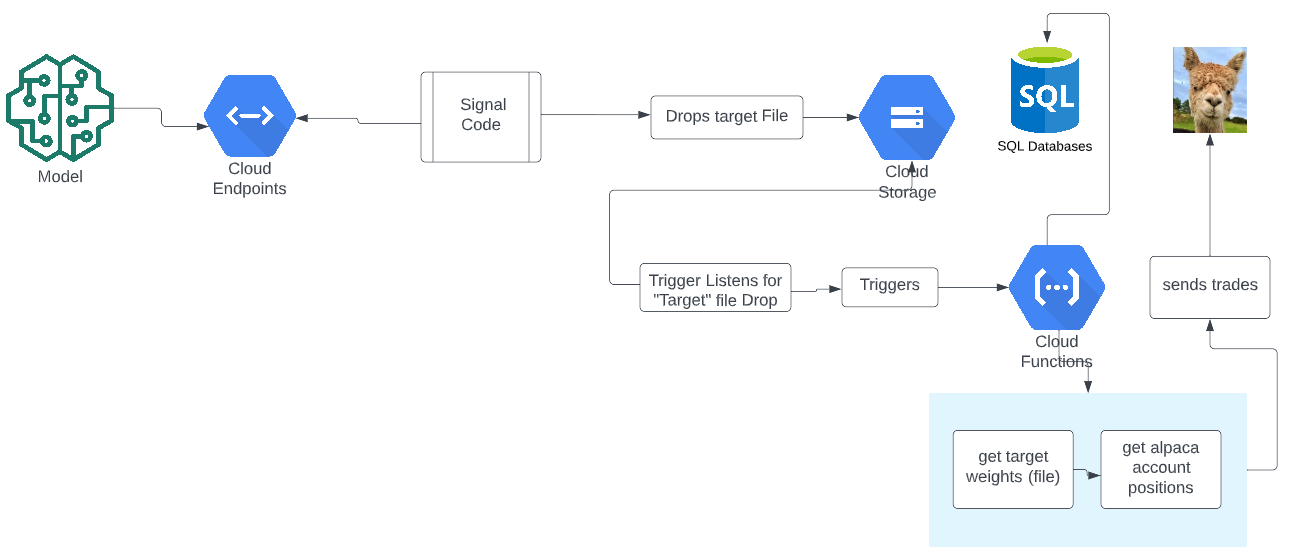 Model
Cloud
Endpoints
Signal
Code
Drops target File
Cloud
Storage
SQL
SQL Databases
Trigger Listens for
"Target" file Drop
Triggers
Cloud
Functions
sends trades
get target
weights (file)
get alpaca
account
positions